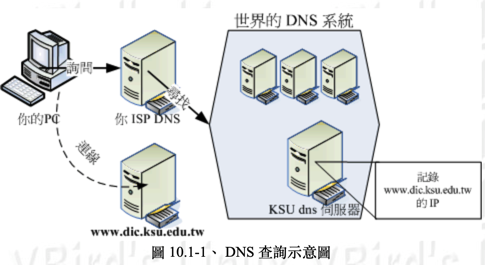 世界的 DNS 系統
詢問
尋找
你的PC
你 ISP DNS
連線
KSU dns 伺服器
記錄
www.dic.ksu.edu.tw
的 IP
www.dic.ksu.edu.tw
圖 10.1-1、 DNS 查詢示意圖